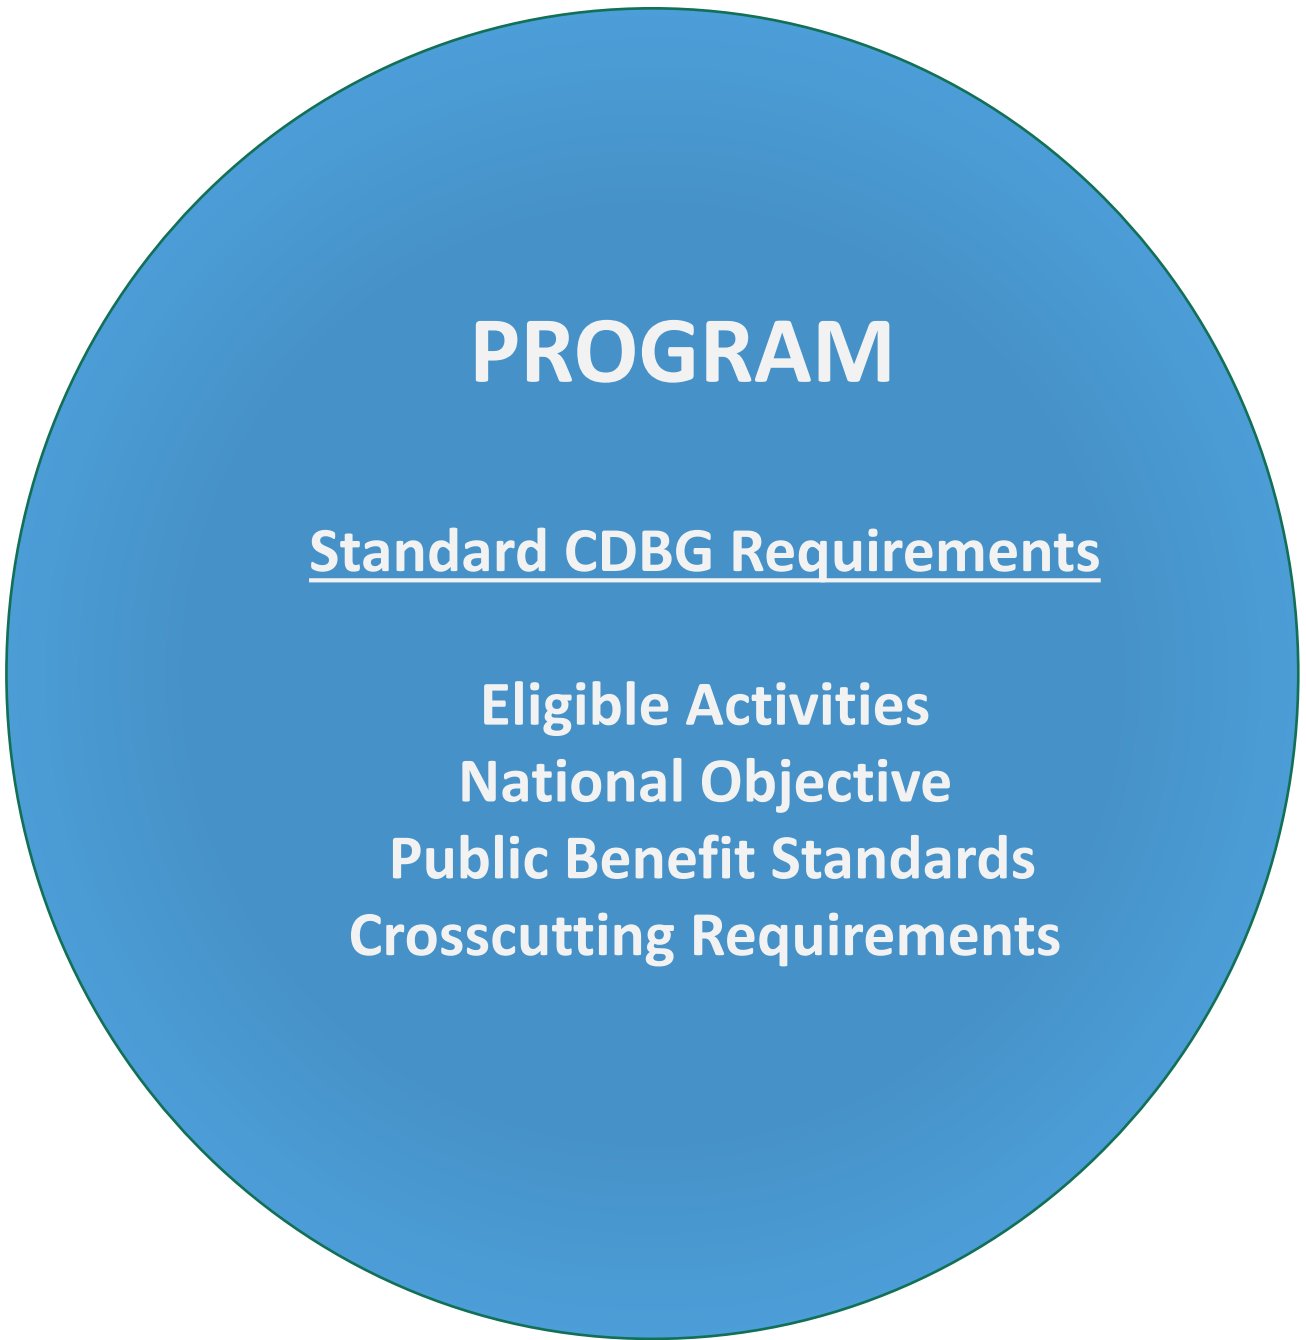 PROGRAM
Standard CDBG Requirements
Eligible Activities
National Objective
Public Benefit Standards
Crosscutting Requirements